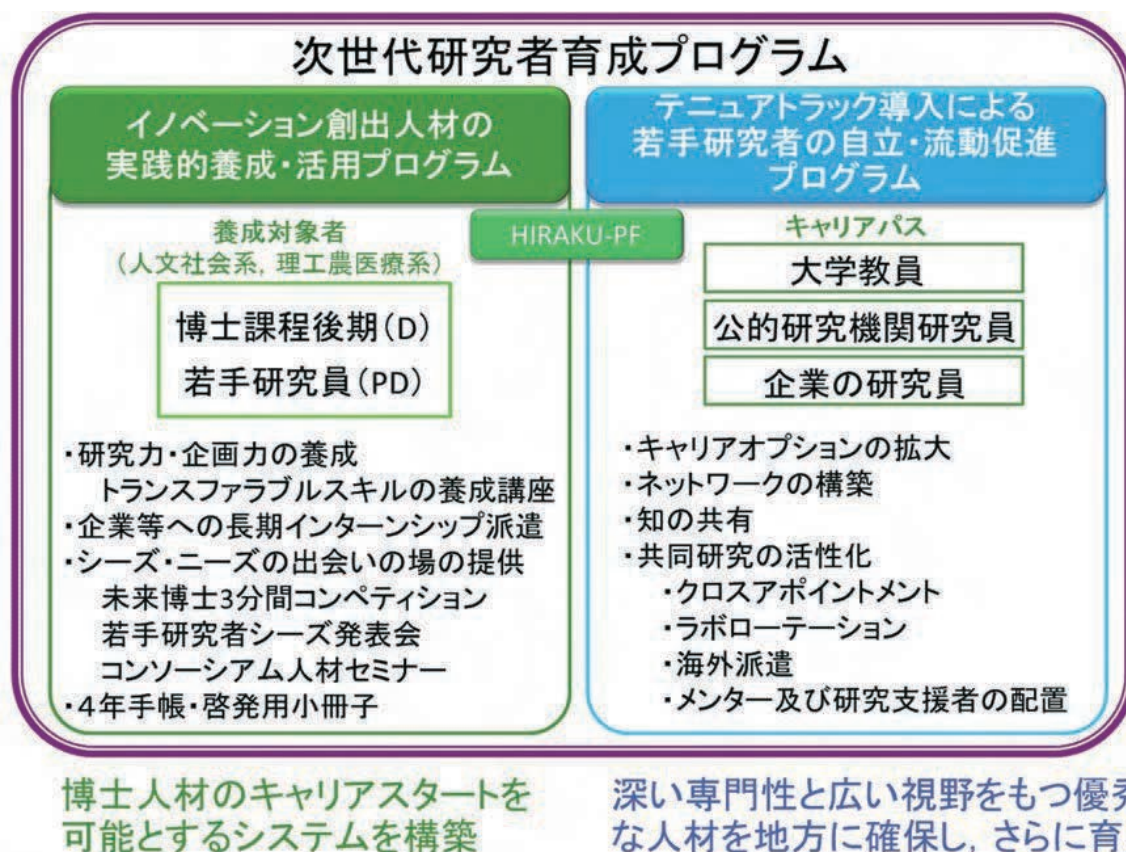 次世代研究者育成プログラム
イノベーション創出人材の
実践的養成・活用プログラム
養成対象者
（人文社会系, 理工農医療系）
博士課程後期（D）
若手研究員（PD）
・研究力・企画力の養成
トランスファラブルスキルの養成講座
・企業等への長期インターンシップ派遣
・シーズ・ニーズの出会いの場の提供
未来博士3分間コンペティション
若手研究者シーズ発表会
コンソーシアム人材セミナー
・４年手帳・啓発用小冊子
HIRAKU-PF
テニュアトラック導入による
若手研究者の自立・流動促進
プログラム
キャリアパス
大学教員
公的研究機関研究員
企業の研究員
・キャリアオプションの拡大
・ネットワークの構築
・知の共有
・共同研究の活性化
・クロスアポイントメント
・ラボローテーション
・海外派遣
・メンター及び研究支援者の配置
博士人材のキャリアスタートを
可能とするシステムを構築
深い専門性と広い視野をもつ優秀
な人材を地方に確保し, さらに育